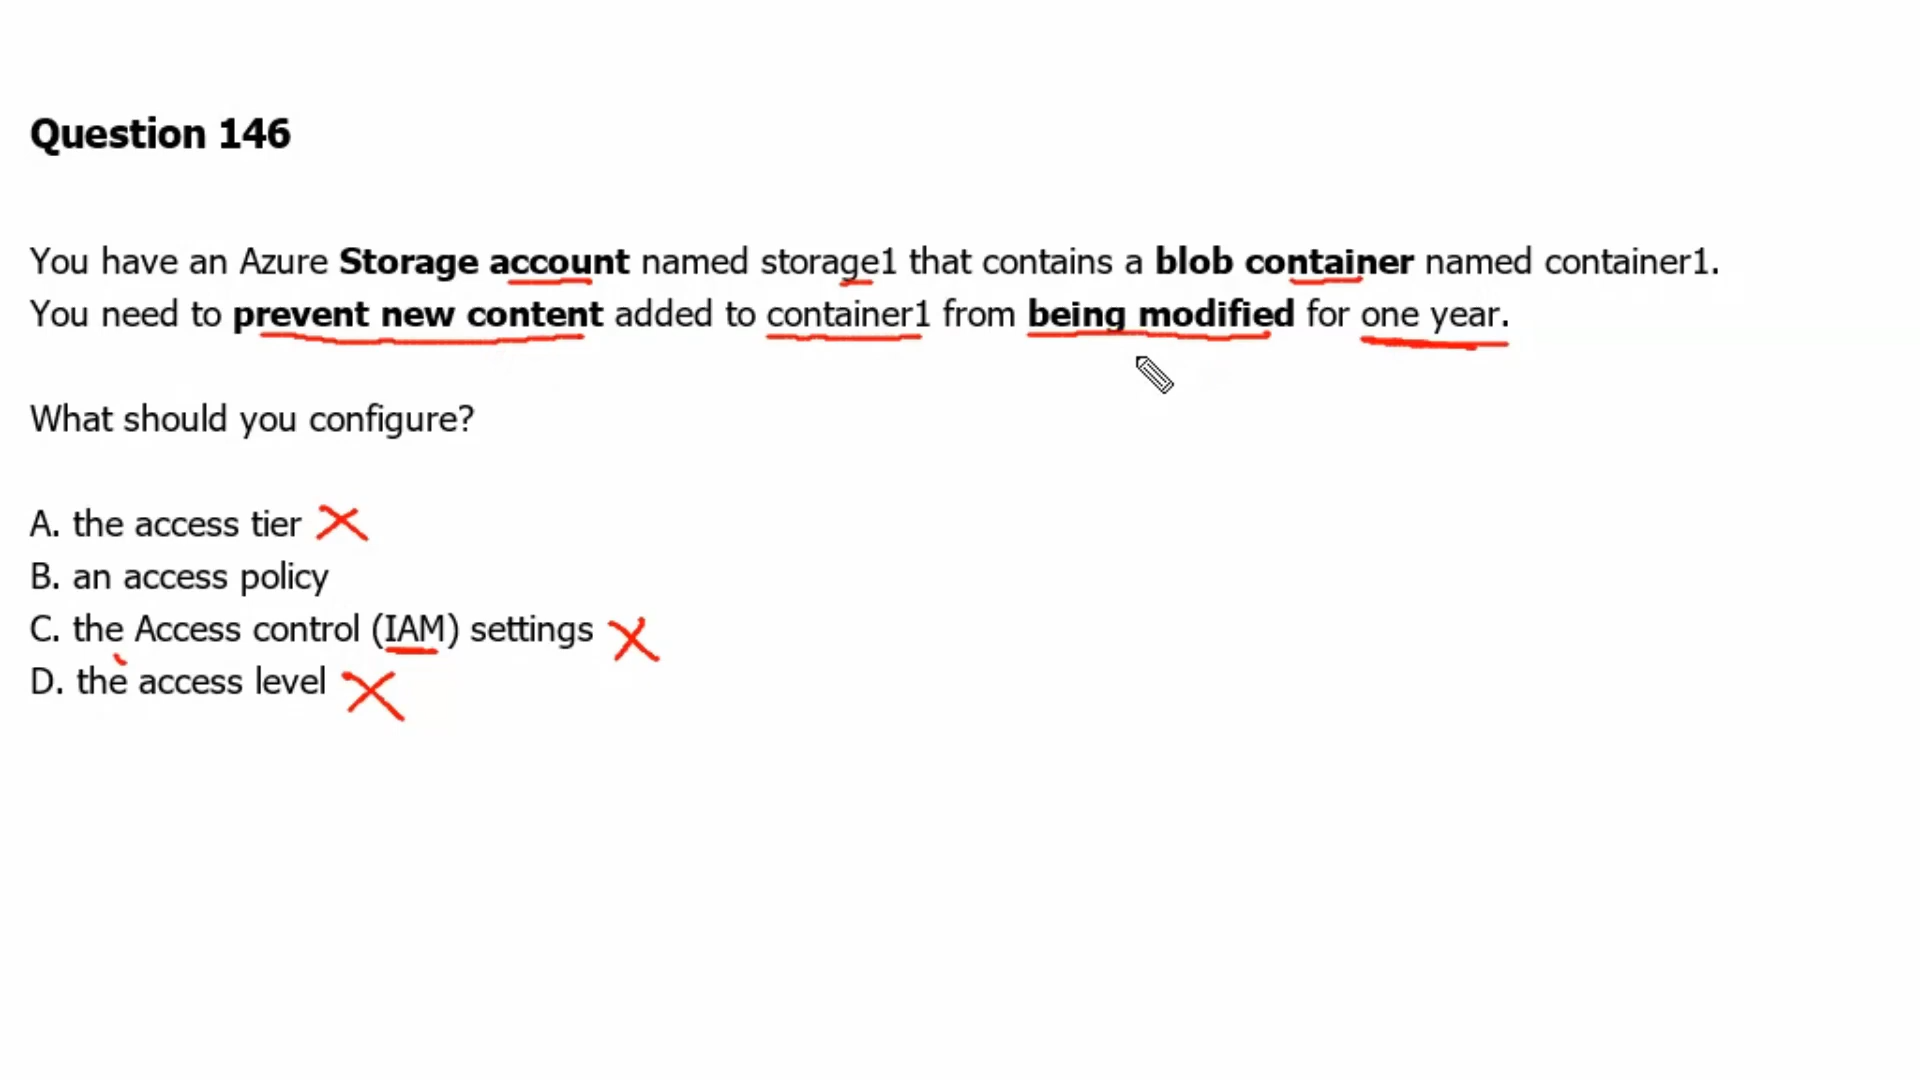 Question 146
You have an Azure Storage account named storage1 that contains a blob container named container1.
You need to prevent new content added to container1 from being modified for one year.
What should you configure?
A. the access tier
B. an access policy
C. the Access control (IAM) settings
D. the access level